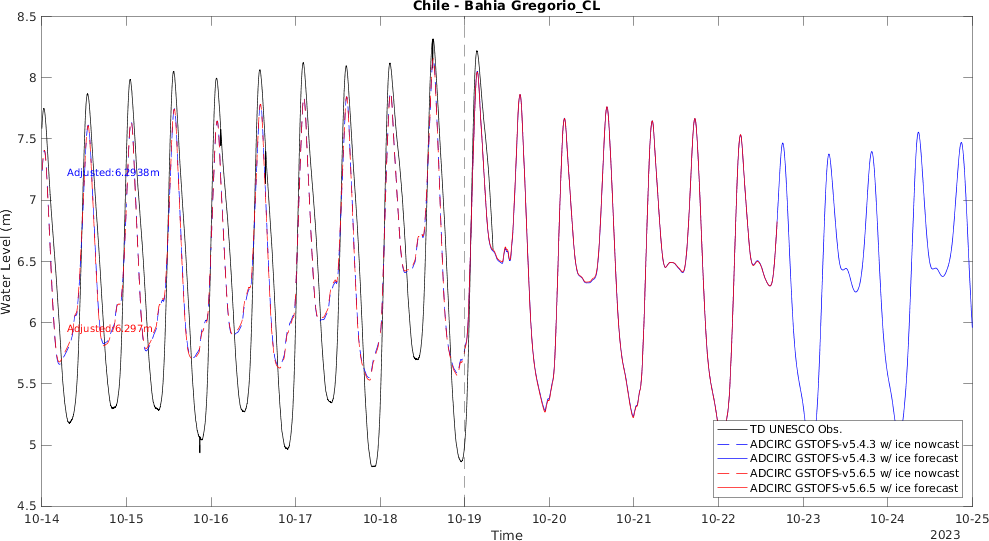 Chile - Bahia Gregorio_CL
8.5
8
7.5
7
6.5
6
5.5
5
4.5
Water Level (m)
Adjusted:6.2938m
Adjusted:6.297m
TD UNESCO Obs.
ADCIRC GSTOFS-v5.4.3 w/ ice nowcast
ADCIRC GSTOFS-v5.4.3 w/ ice forecast
ADCIRC GSTOFS-v5.6.5 w/ ice nowcast
ADCIRC GSTOFS-v5.6.5 w/ ice forecast
10-14 10-15 10-16 10-17 10-18 10-19 10-20 10-21 10-22 10-23 10-24 10-25
Time
2023